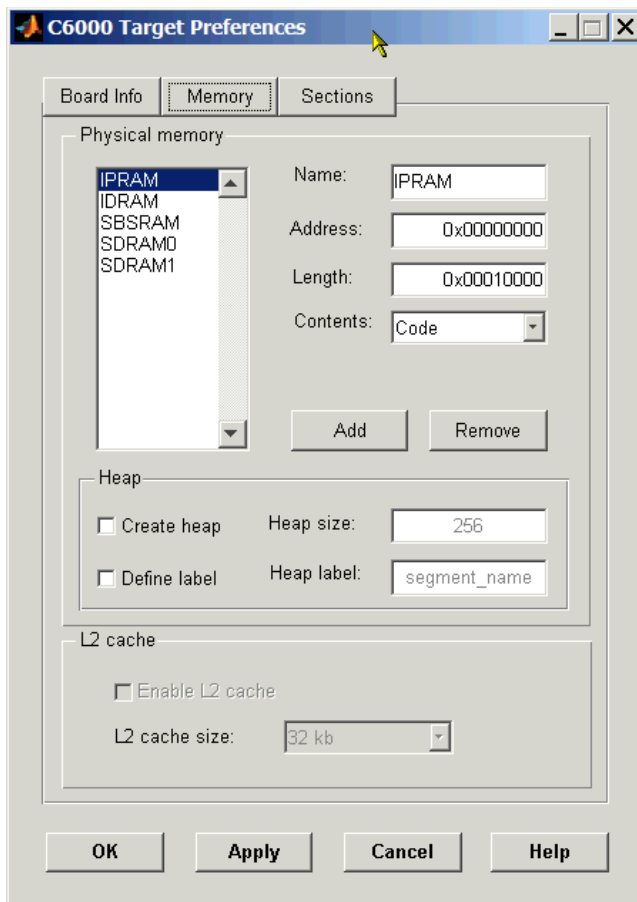 C6000 Target Preferences
Board Info Memory Sections
Physical memory
IPRAM
IDRAM
SBSRAM
SDRAM0
SDRAM1
Name: IPRAM
Address: 0x00000000
Length: 0x00010000
Contents: Code
Add Remove
Heap
Create heap Heap size: 256
Define label Heap label: segment_name
L2 cache
Enable L2 cache
L2 cache size: 32 kb
OK Apply Cancel Help